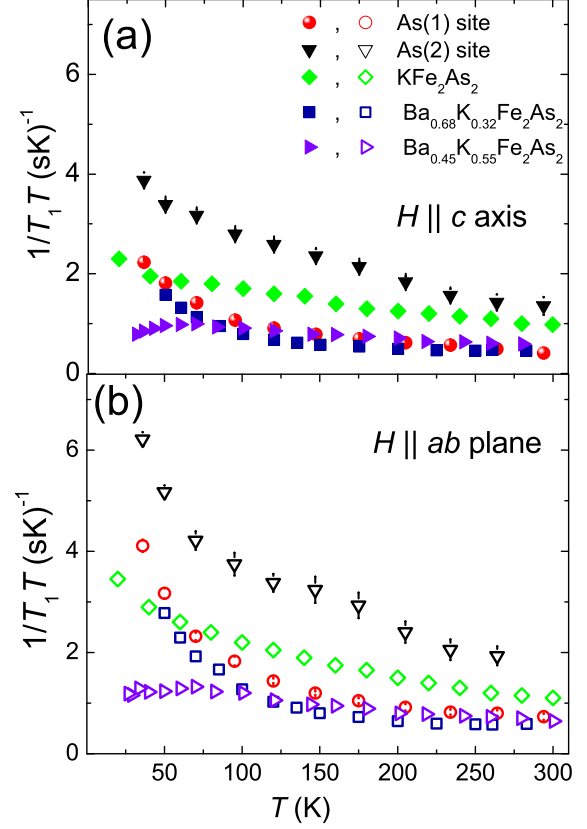 (a)
, As(1) site
, As(2) site
, KFe₂As₂
, Ba₀.₆₈K₀.₃₂Fe₂As₂
, Ba₀.₄₅K₀.₅₅Fe₂As₂
H || c axis
1/T₁T (sK)⁻¹
6
4
2
0
(b)
H || ab plane
1/T₁T (sK)⁻¹
6
4
2
0
50 100 150 200 250 300
T (K)